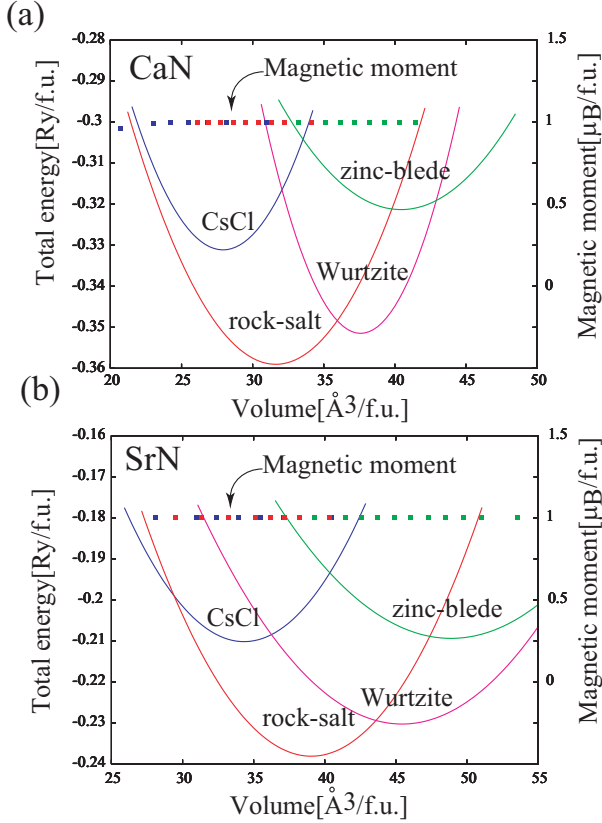 (a)
CaN
Magnetic moment
zinc-blede
CsCl
Wurtzite
rock-salt
Total energy[Ry/f.u.]
-0.28
-0.29
-0.3
-0.31
-0.32
-0.33
-0.34
-0.35
-0.36
Magnetic moment[μB/f.u.]
1.5
1
0.5
0
20 25 30 35 40 45 50
Volume[Å3/f.u.]
(b)
SrN
Magnetic moment
zinc-blede
CsCl
Wurtzite
rock-salt
Total energy[Ry/f.u.]
-0.16
-0.17
-0.18
-0.19
-0.2
-0.21
-0.22
-0.23
-0.24
Magnetic moment[μB/f.u.]
1.5
1
0.5
0
25 30 35 40 45 50 55
Volume[Å3/f.u.]